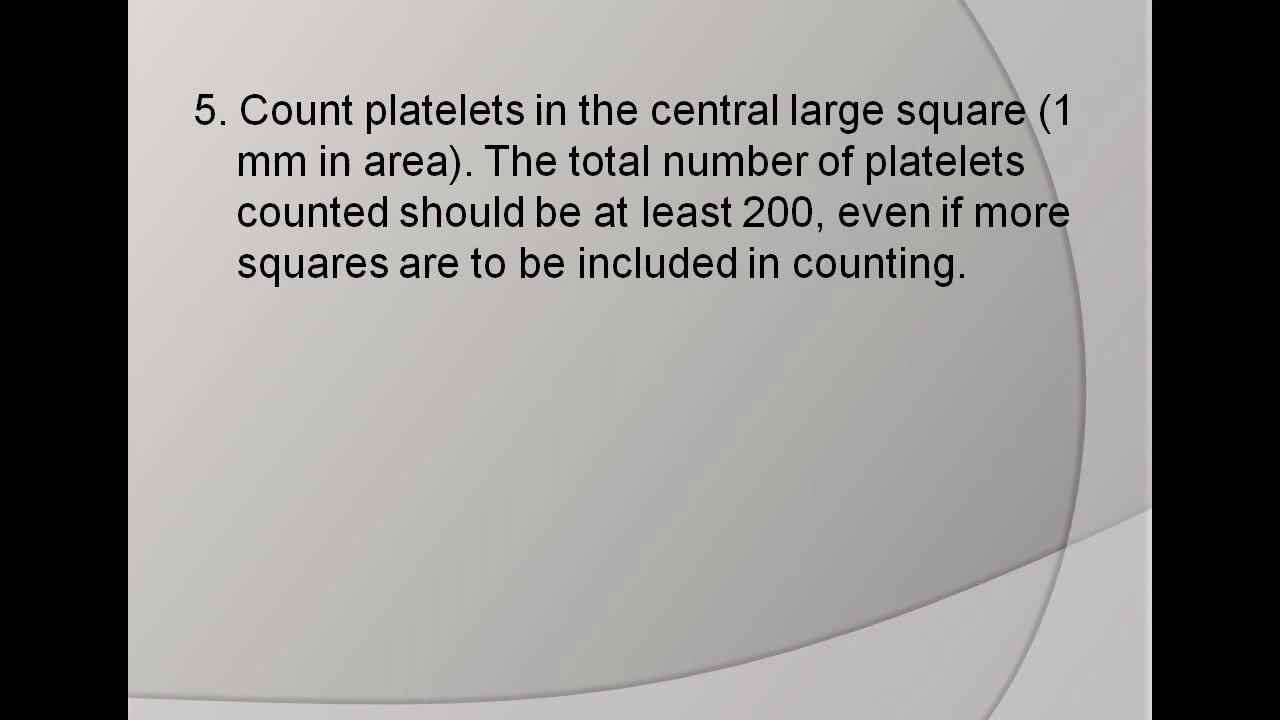 5. Count platelets in the central large square (1
mm in area). The total number of platelets
counted should be at least 200, even if more
squares are to be included in counting.